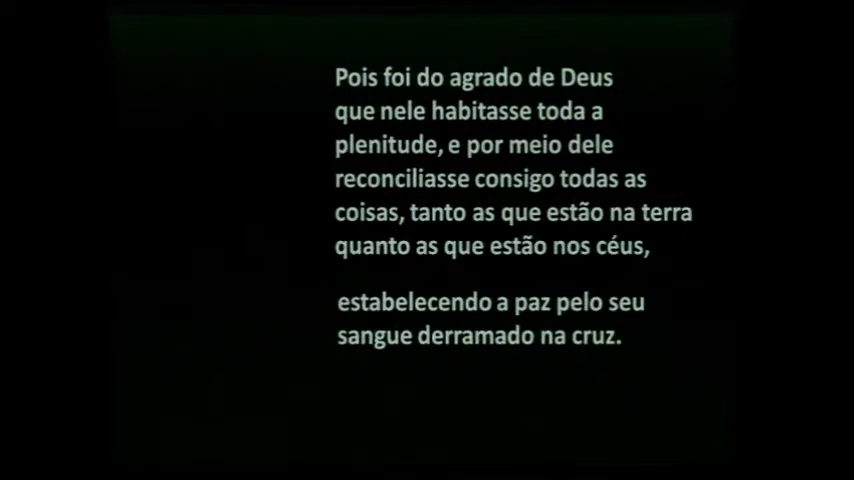 Pois foi do agrado de Deus
que nele habitasse toda a
plenitude, e por meio dele
reconciliasse consigo todas as
coisas, tanto as que estão na terra
quanto as que estão nos céus,
estabelecendo a paz pelo seu
sangue derramado na cruz.